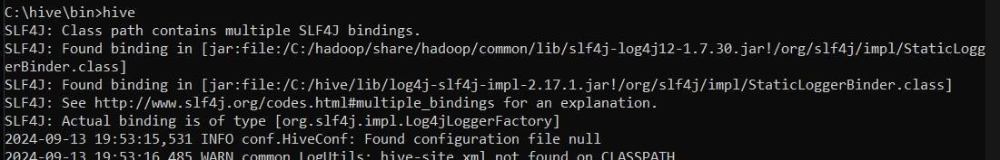 C:\hive\bin>hive
SLF4J: Class path contains multiple SLF4J bindings.
SLF4J: Found binding in [jar:file:/C:/hadoop/share/hadoop/common/lib/slf4j-log4j12-1.7.30.jar!/org/slf4j/impl/StaticLogg
erBinder.class]
SLF4J: Found binding in [jar:file:/C:/hive/lib/log4j-slf4j-impl-2.17.1.jar!/org/slf4j/impl/StaticLoggerBinder.class]
SLF4J: See http://www.slf4j.org/codes.html#multiple_bindings for an explanation.
SLF4J: Actual binding is of type [org.slf4j.impl.Log4jLoggerFactory]
2024-09-13 19:53:15,531 INFO conf.HiveConf: Found configuration file null
2024-09-13 19:53:16,485 WARN common.LogUtils: hive-site.xml not found on CLASSPATH